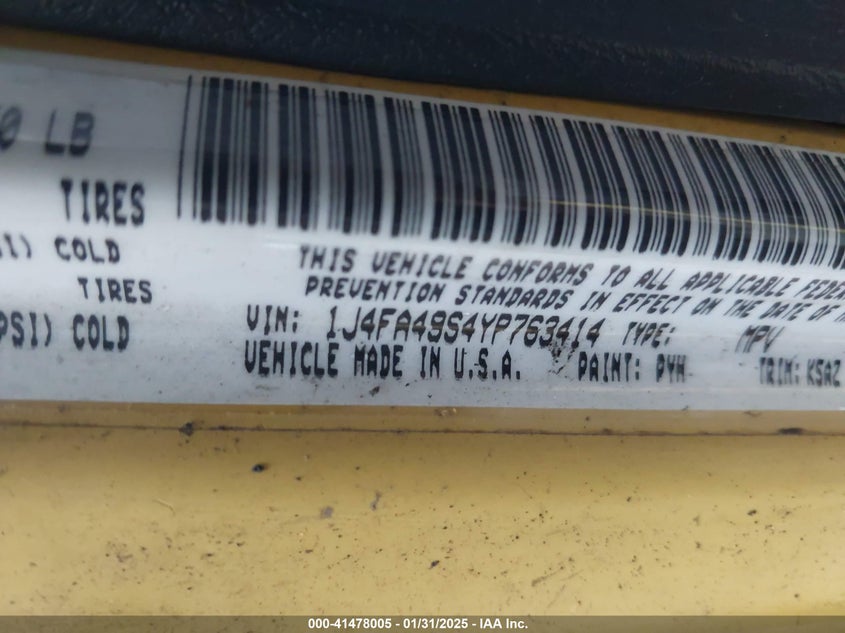 0 LB
TIRES
SI) COLD
TIRES
PSI) COLD
THIS VEHICLE CONFORMS TO ALL APPLICABLE FEDER
PREVENTION STANDARDS IN EFFECT ON THE DATE OF M
VIN: 1J4FA49S4YP763414 TYPE: MPV
VEHICLE MADE IN U.S.A. PAINT: PYH TRIM: K5AZ
000-41478005 - 01/31/2025 - IAA Inc.